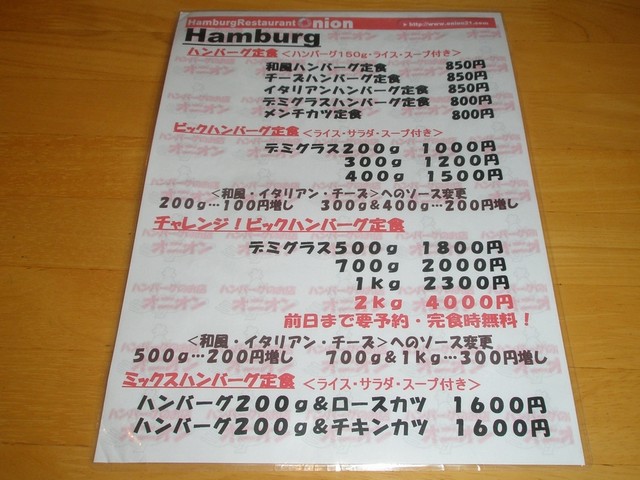 HamburgRestaurant Onion ▶http://www.onion21.com
Hamburg
ハンバーグ定食 <ハンバーグ150g・ライス・スープ付き>
和風ハンバーグ定食 850円
チーズハンバーグ定食 850円
イタリアンハンバーグ定食 850円
デミグラスハンバーグ定食 800円
メンチカツ定食 800円
ビックハンバーグ定食 <ライス・サラダ・スープ付き>
デミグラス200g 1000円
300g 1200円
400g 1500円
<和風・イタリアン・チーズ>へのソース変更
200g…100円増し 300g&400g…200円増し
チャレンジ!ビックハンバーグ定食
デミグラス500g 1800円
700g 2000円
1kg 2300円
2kg 4000円
前日まで要予約・完食時無料!
<和風・イタリアン・チーズ>へのソース変更
500g…200円増し 700g&1kg…300円増し
ミックスハンバーグ定食 <ライス・サラダ・スープ付き>
ハンバーグ200g&ロースカツ 1600円
ハンバーグ200g&チキンカツ 1600円